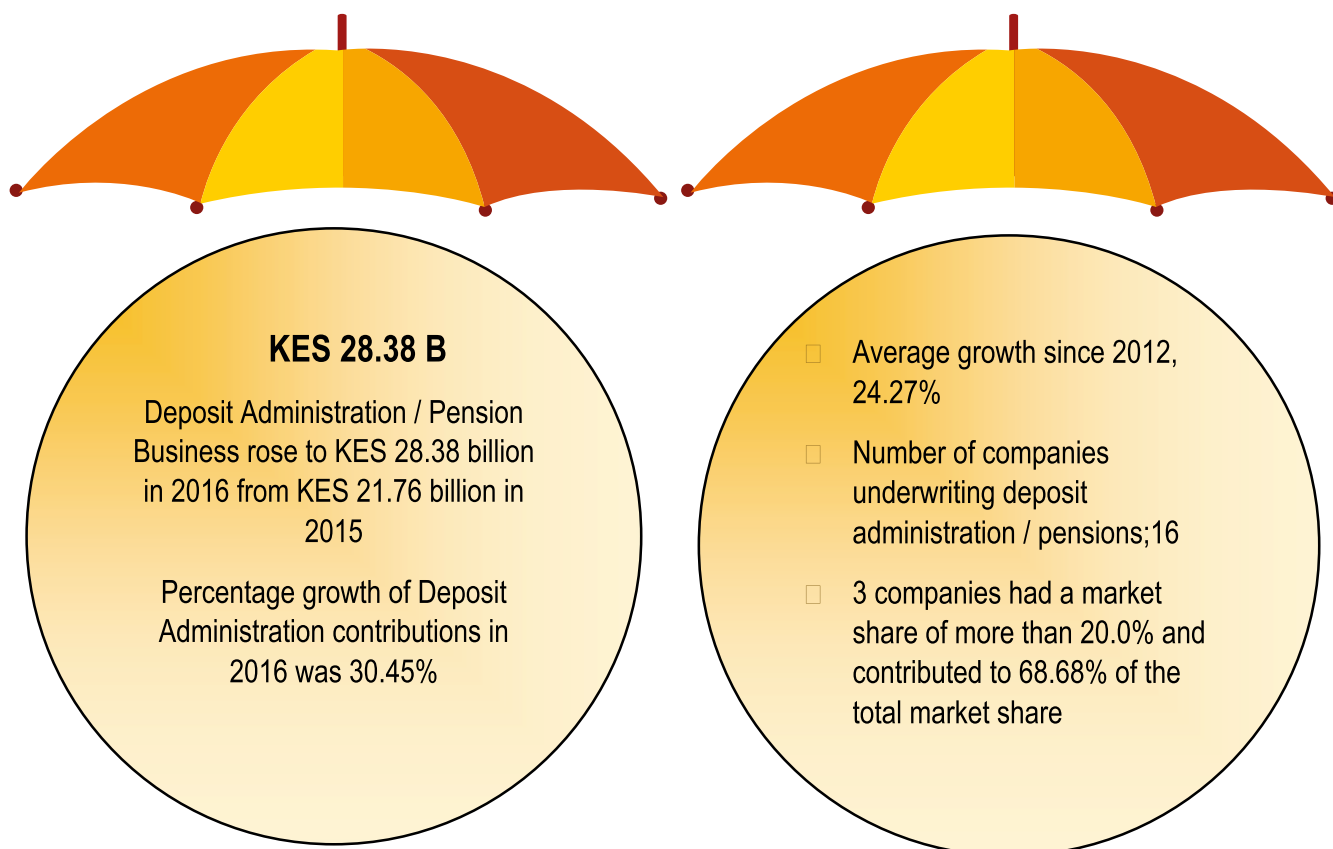 KES 28.38 B
Deposit Administration / Pension
Business rose to KES 28.38 billion
in 2016 from KES 21.76 billion in
2015
Percentage growth of Deposit
Administration contributions in
2016 was 30.45%
Average growth since 2012,
24.27%
Number of companies
underwriting deposit
administration / pensions;16
3 companies had a market
share of more than 20.0% and
contributed to 68.68% of the
total market share